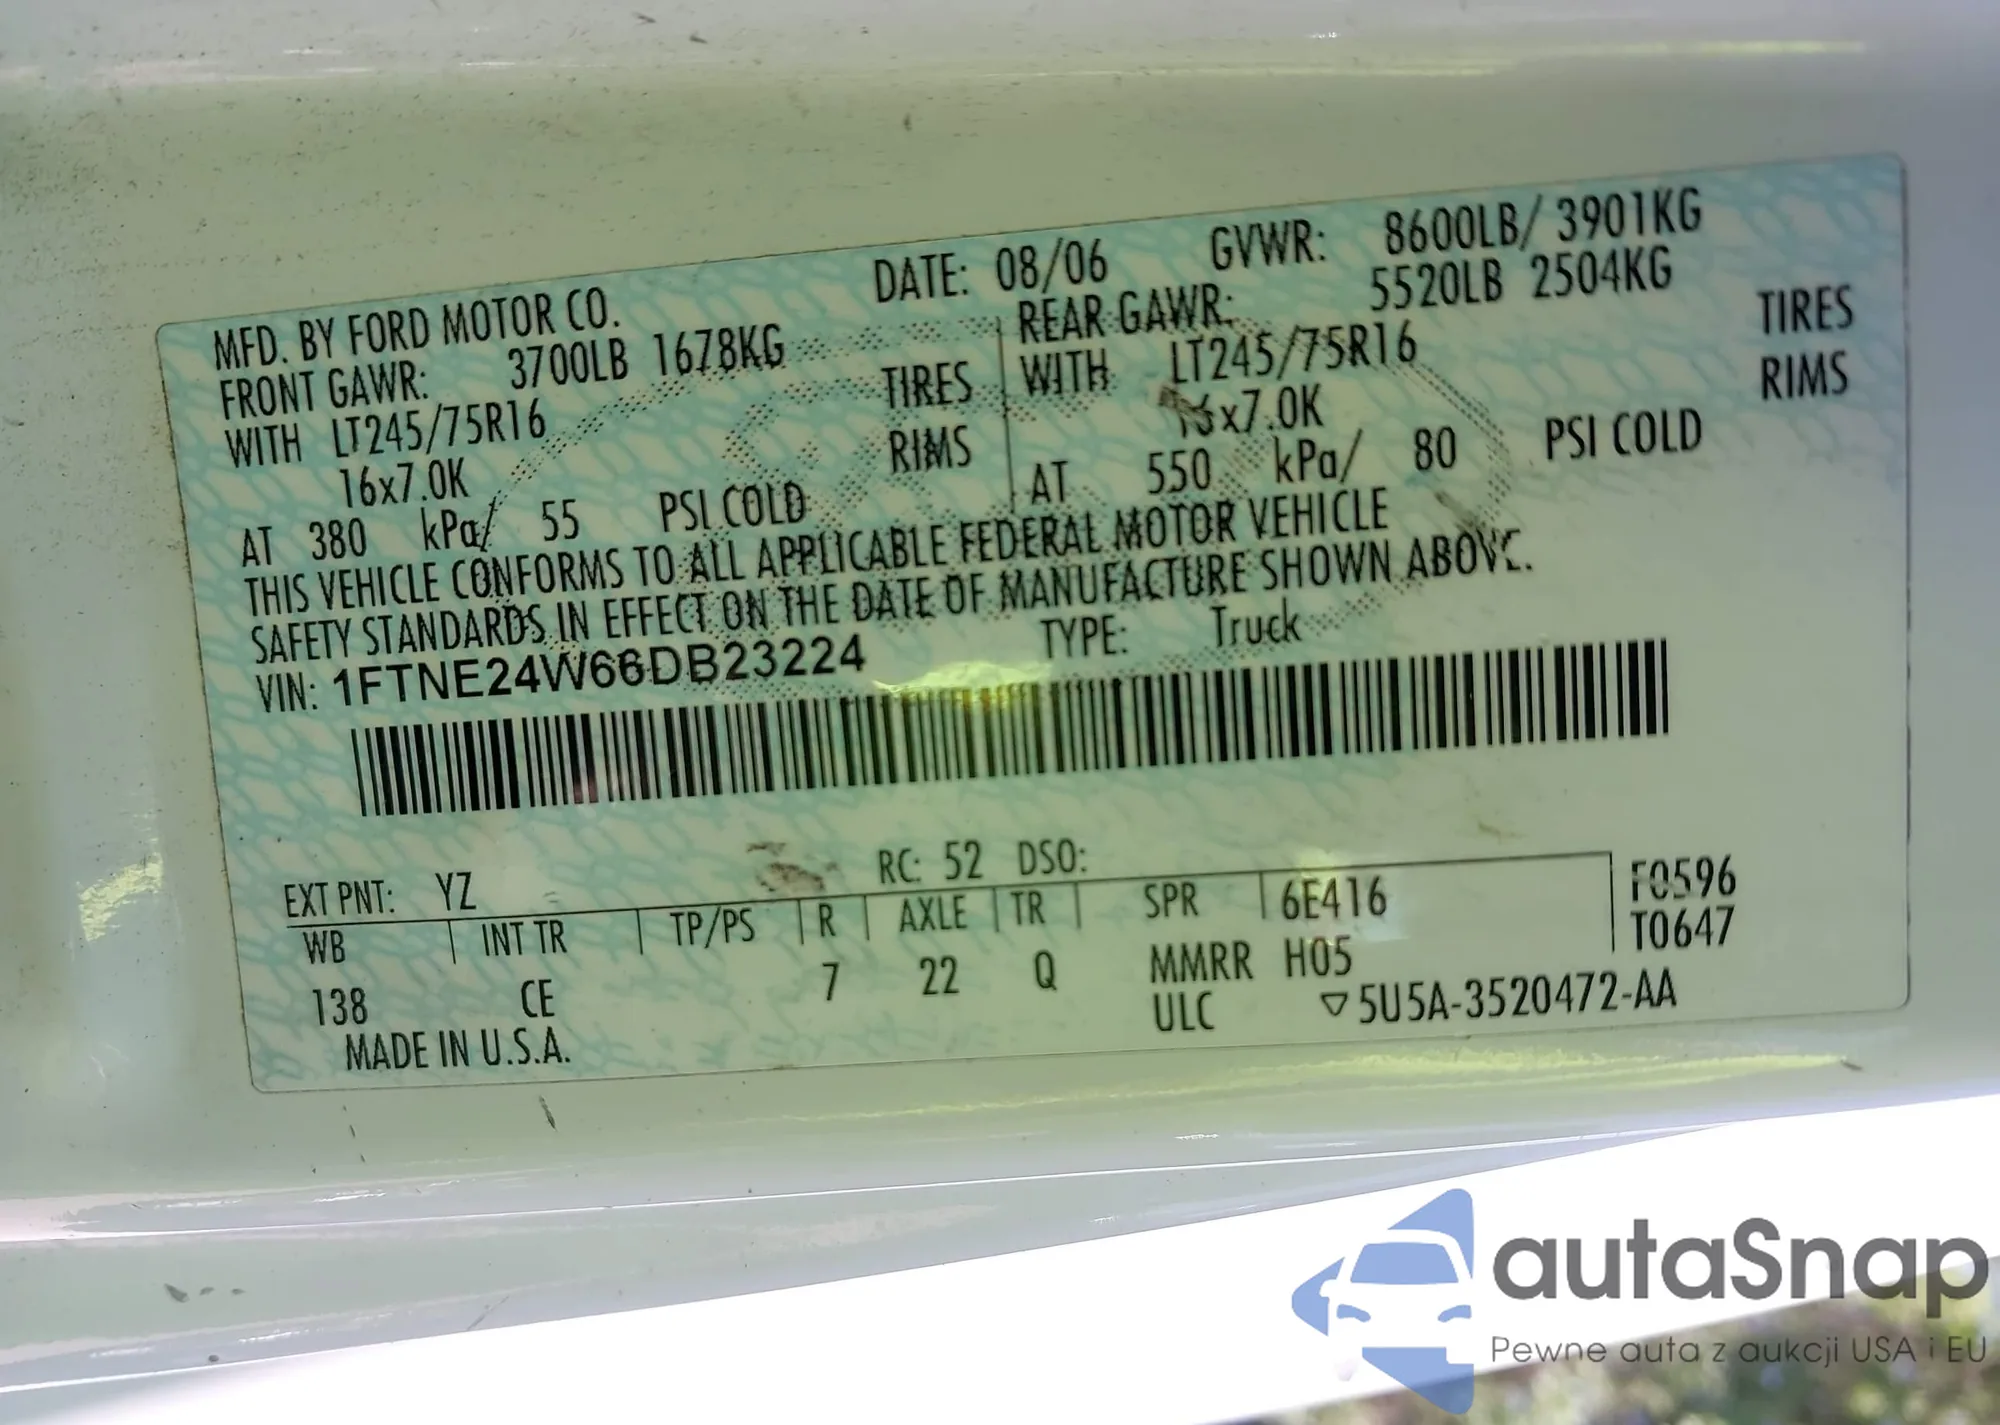 MFD. BY FORD MOTOR CO. DATE: 08/06 GVWR: 8600LB/ 3901KG
FRONT GAWR: 3700LB 1678KG REAR GAWR: 5520LB 2504KG
WITH LT245/75R16 TIRES WITH LT245/75R16 TIRES
16x7.0K RIMS 16x7.0K RIMS
AT 380 kPa/ 55 PSI COLD AT 550 kPa/ 80 PSI COLD
THIS VEHICLE CONFORMS TO ALL APPLICABLE FEDERAL MOTOR VEHICLE
SAFETY STANDARDS IN EFFECT ON THE DATE OF MANUFACTURE SHOWN ABOVE.
VIN: 1FTNE24W66DB23224 TYPE: Truck
EXT PNT: YZ RC: 52 DSO:
WB INT TR TP/PS R AXLE TR SPR 6E416 F0596
138 CE 7 22 Q MMRR H05 T0647
MADE IN U.S.A. ULC ▽5U5A-3520472-AA
autaSnap
Pewne auta z aukcji USA i EU